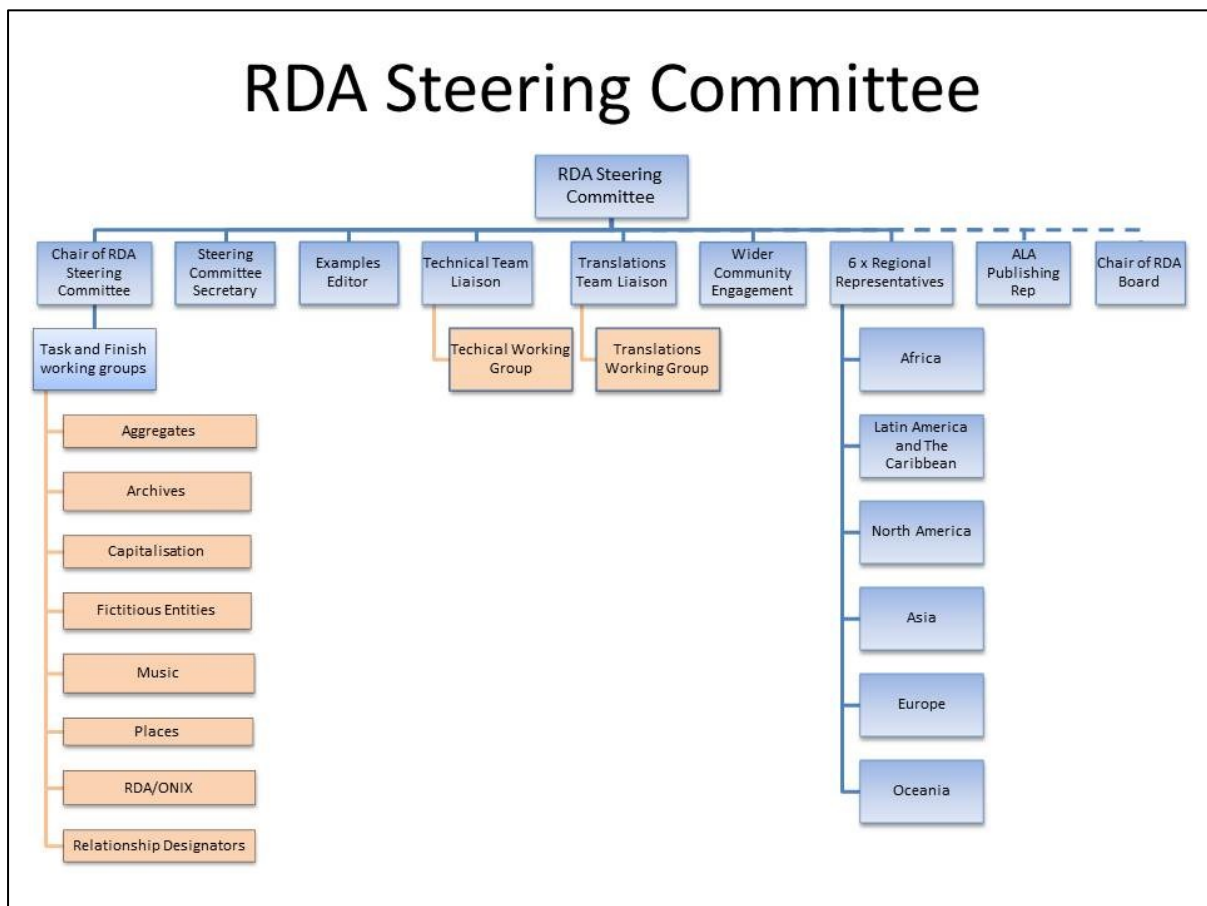 RDA Steering Committee
RDA Steering
Committee
Chair of RDA
Steering
Committee
Steering
Committee
Secretary
Examples
Editor
Technical Team
Liaison
Translations
Team Liaison
Wider
Community
Engagement
6 x Regional
Representatives
ALA
Publishing
Rep
Chair of RDA
Board
Task and Finish
working groups
Techical Working
Group
Translations
Working Group
Africa
Aggregates
Latin America
and The
Caribbean
Archives
North America
Capitalisation
Fictitious Entities
Asia
Music
Europe
Places
RDA/ONIX
Oceania
Relationship Designators